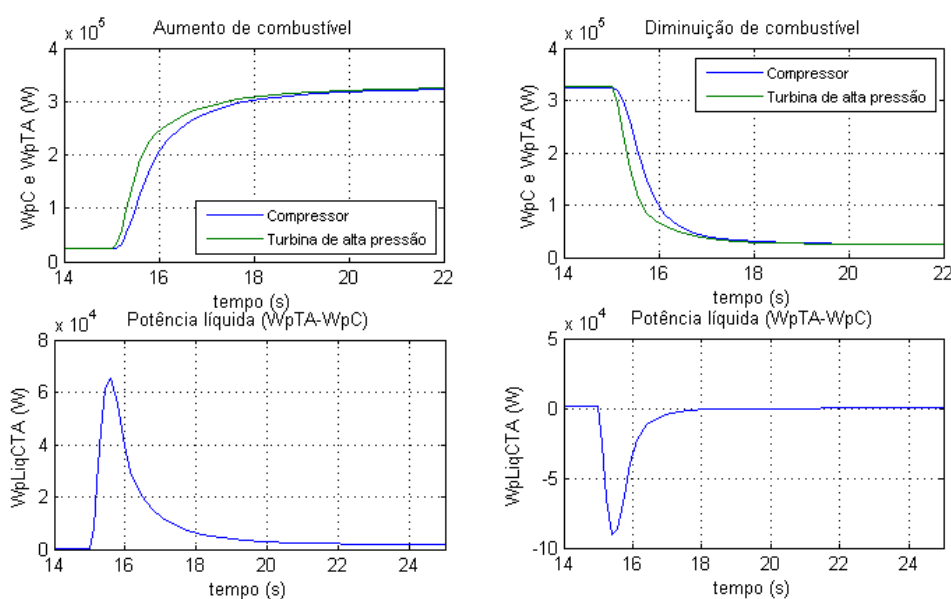 Aumento de combustível
x 10^5
4
3
2
1
0
WpC e WpTA (W)
Compressor
Turbina de alta pressão
14 16 18 20 22
tempo (s)
Diminuição de combustível
x 10^5
4
3
2
1
0
WpC e WpTA (W)
Compressor
Turbina de alta pressão
14 16 18 20 22
tempo (s)
Potência líquida (WpTA-WpC)
x 10^4
8
6
4
2
0
WpLiqCTA (W)
14 16 18 20 22 24
tempo (s)
Potência líquida (WpTA-WpC)
x 10^4
5
0
-5
-10
WpLiqCTA (W)
14 16 18 20 22 24
tempo (s)